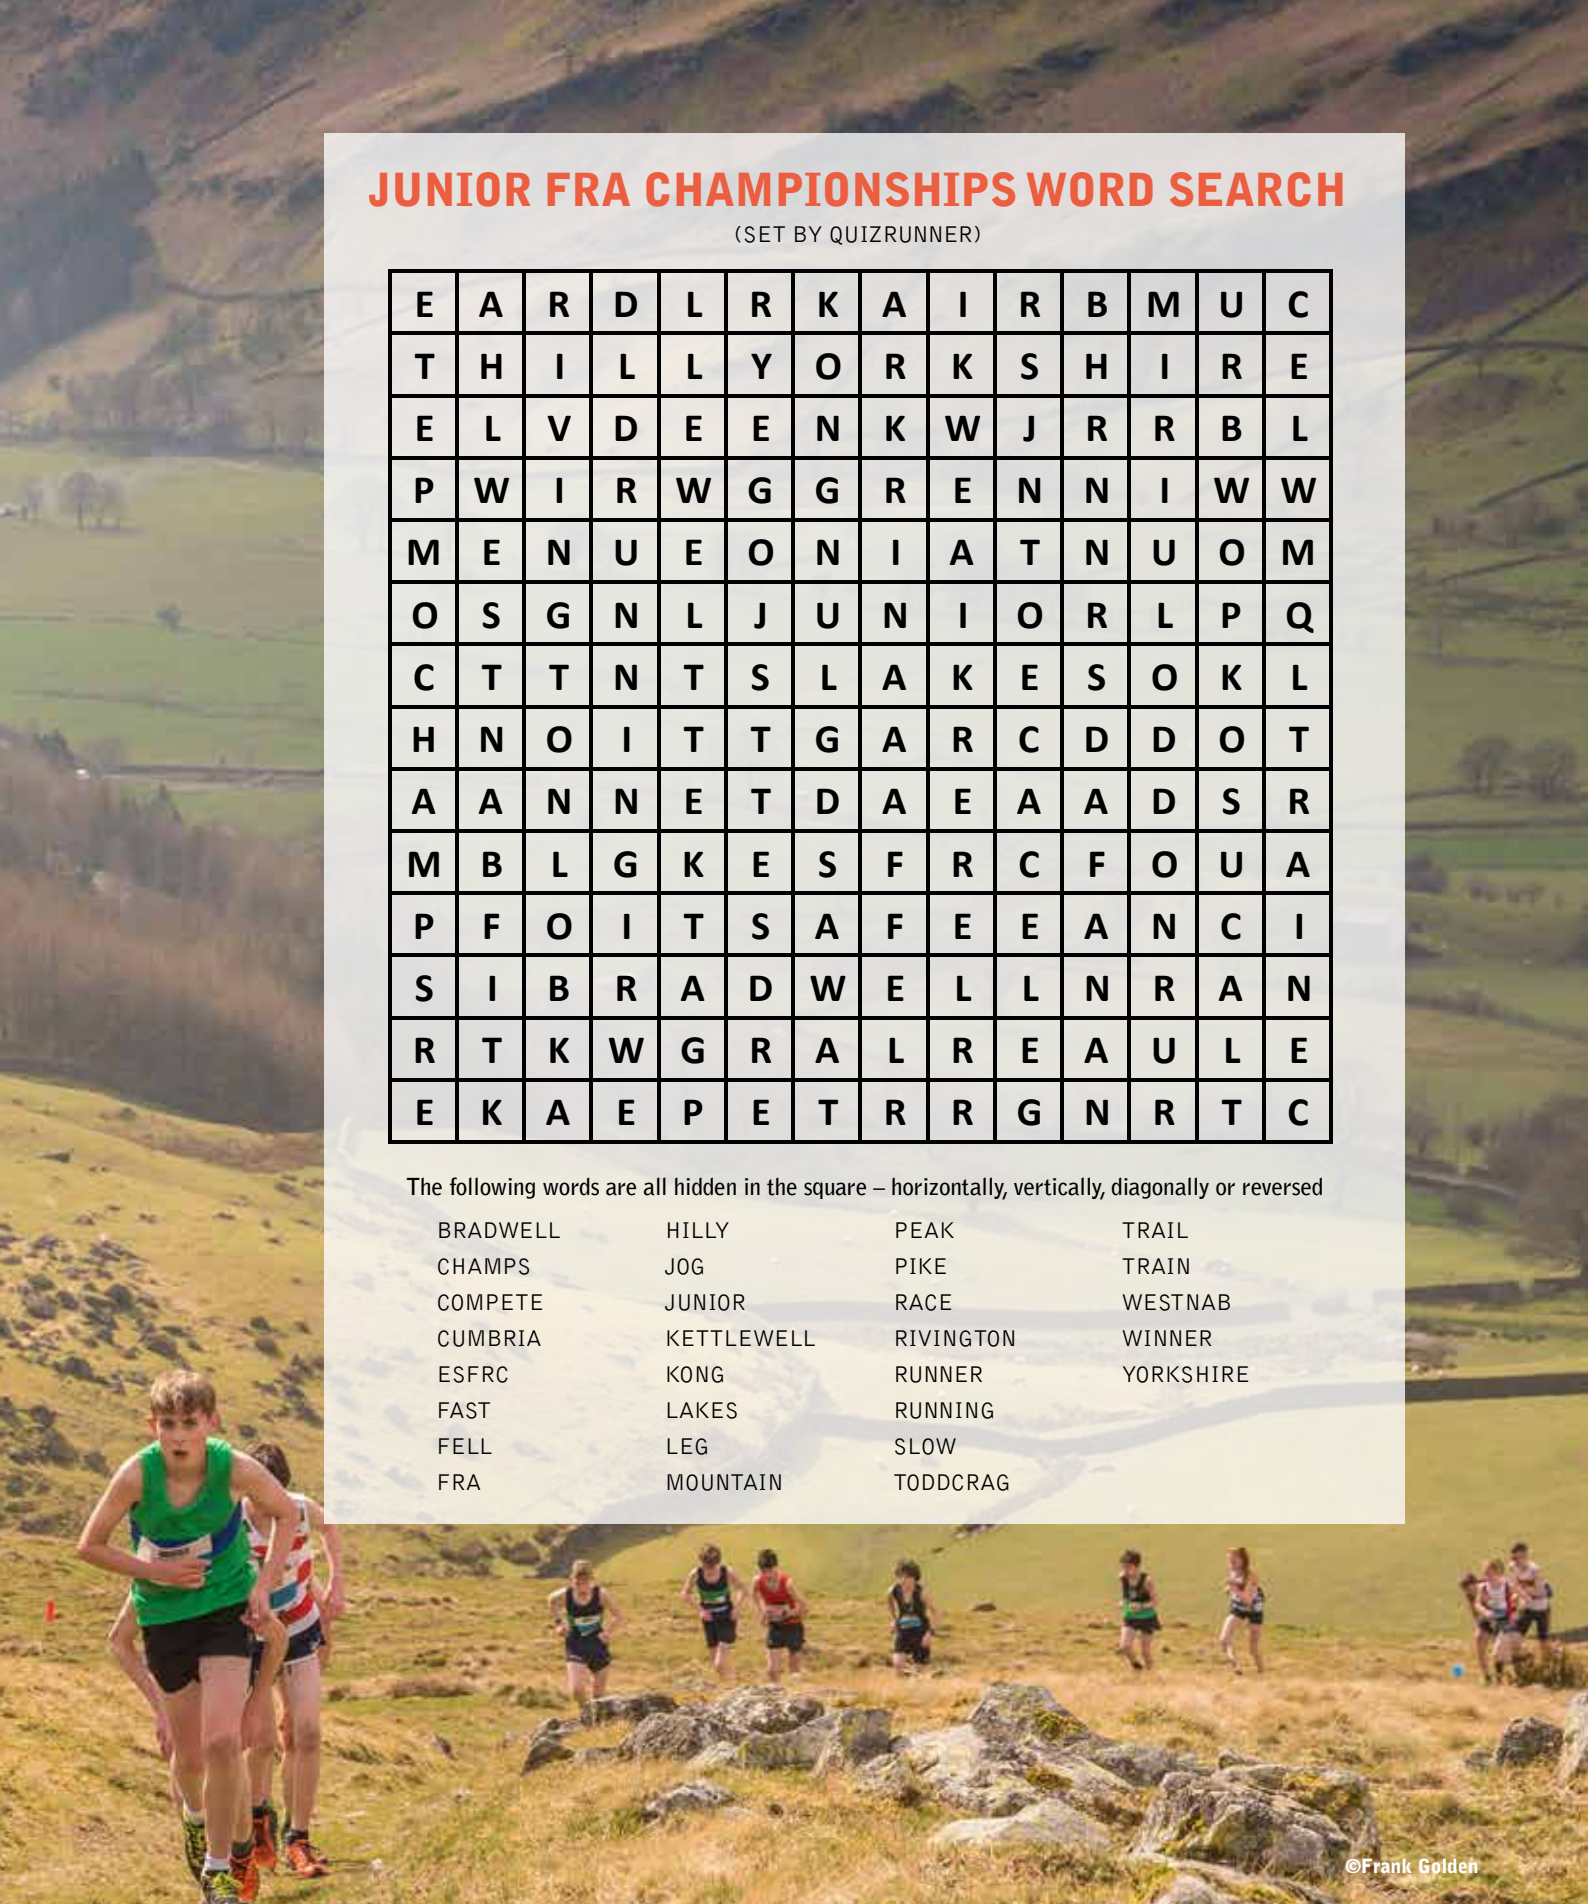 JUNIOR FRA CHAMPIONSHIPS WORD SEARCH
(SET BY QUIZRUNNER)
E A R D L R K A I R B M U C
T H I L L Y O R K S H I R E
E L V D E E N K W J R R B L
P W I R W G G R E N N I W W
M E N U E O N I A T N U O M
O S G N L J U N I O R L P Q
C T T N T S L A K E S O K L
H N O I T T G A R C D D O T
A A N N E T D A E A A D S R
M B L G K E S F R C F O U A
P F O I T S A F E E A N C I
S I B R A D W E L L N R A N
R T K W G R A L R E A U L E
E K A E P E T R R G N R T C
The following words are all hidden in the square – horizontally, vertically, diagonally or reversed
BRADWELL
CHAMPS
COMPETE
CUMBRIA
ESFRC
FAST
FELL
FRA
HILLY
JOG
JUNIOR
KETTLEWELL
KONG
LAKES
LEG
MOUNTAIN
PEAK
PIKE
RACE
RIVINGTON
RUNNER
RUNNING
SLOW
TODDCRAG
TRAIL
TRAIN
WESTNAB
WINNER
YORKSHIRE
©Frank Golden